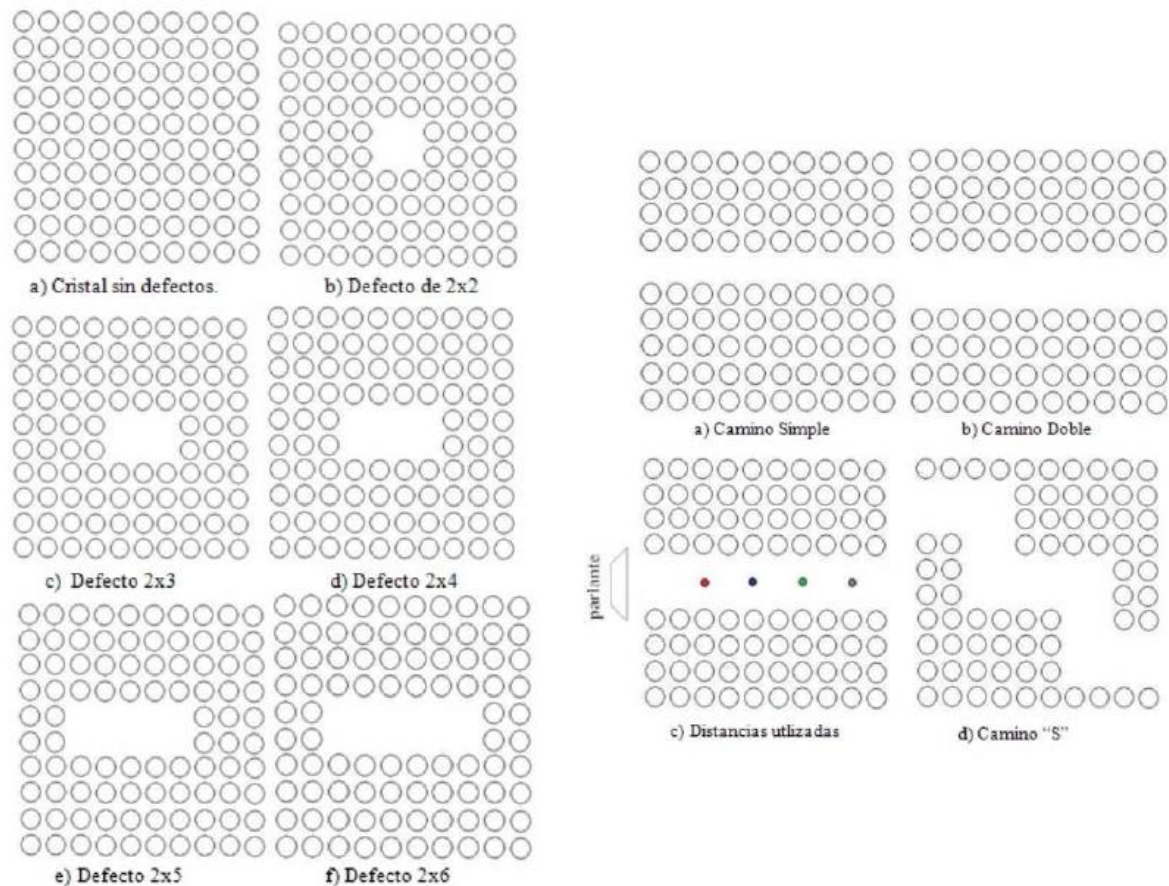 a) Cristal sin defectos.
b) Defecto de 2x2
c) Defecto 2x3
d) Defecto 2x4
e) Defecto 2x5
f) Defecto 2x6
a) Camino Simple
b) Camino Doble
parlante
c) Distancias utlizadas
d) Camino “S”